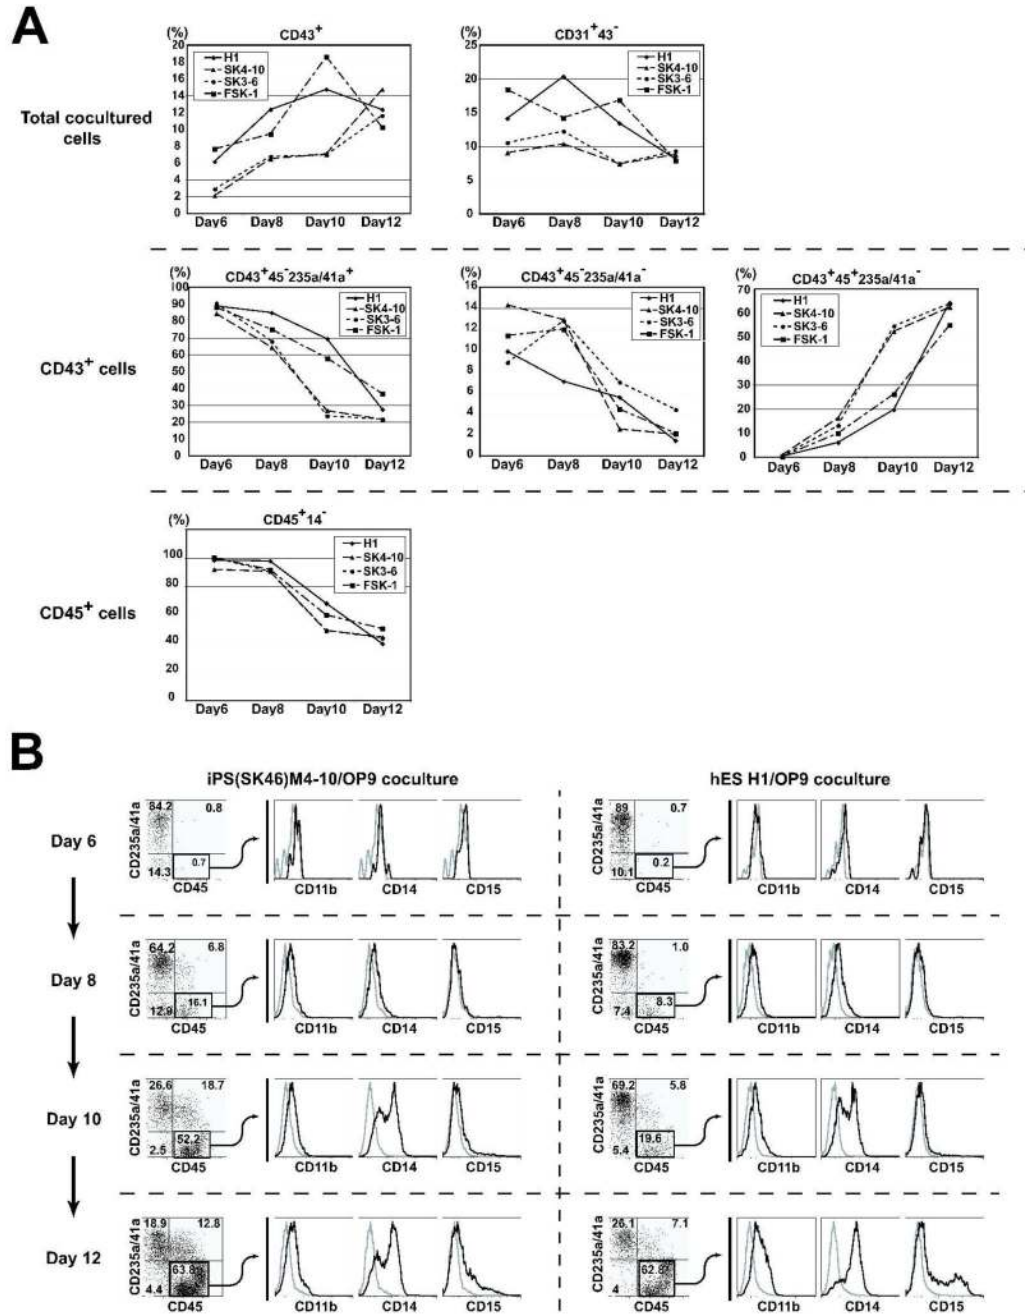 A
(%) CD43+
20
18
16
14
12
10
8
6
4
2
0
H1
SK4-10
SK3-6
FSK-1
Day6 Day8 Day10 Day12
(%) CD31+43-
25
20
15
10
5
0
H1
SK4-10
SK3-6
FSK-1
Day6 Day8 Day10 Day12
Total cocultured
cells
(%) CD43+45-235a/41a+
100
90
80
70
60
50
40
30
20
10
0
H1
SK4-10
SK3-6
FSK-1
Day6 Day8 Day10 Day12
(%) CD43+45-235a/41a-
16
14
12
10
8
6
4
2
0
H1
SK4-10
SK3-6
FSK-1
Day6 Day8 Day10 Day12
(%) CD43+45+235a/41a-
70
60
50
40
30
20
10
0
H1
SK4-10
SK3-6
FSK-1
Day6 Day8 Day10 Day12
CD43+ cells
(%) CD45+14-
100
80
60
40
20
0
H1
SK4-10
SK3-6
FSK-1
Day6 Day8 Day10 Day12
CD45+ cells
B
iPS(SK46)M4-10/OP9 coculture
hES H1/OP9 coculture
Day 6
CD235a/41a
84.2 0.8
0.7
14.3
CD45 CD11b CD14 CD15
CD235a/41a
89 0.7
0.2
10.1
CD45 CD11b CD14 CD15
Day 8
CD235a/41a
64.2 6.8
16.1
12.9
CD45 CD11b CD14 CD15
CD235a/41a
83.2 1.0
8.3
7.4
CD45 CD11b CD14 CD15
Day 10
CD235a/41a
26.6 18.7
52.2
2.5
CD45 CD11b CD14 CD15
CD235a/41a
69.2 5.8
19.6
5.4
CD45 CD11b CD14 CD15
Day 12
CD235a/41a
18.9 12.8
63.8
4.4
CD45 CD11b CD14 CD15
CD235a/41a
26.1 7.1
62.8
4
CD45 CD11b CD14 CD15